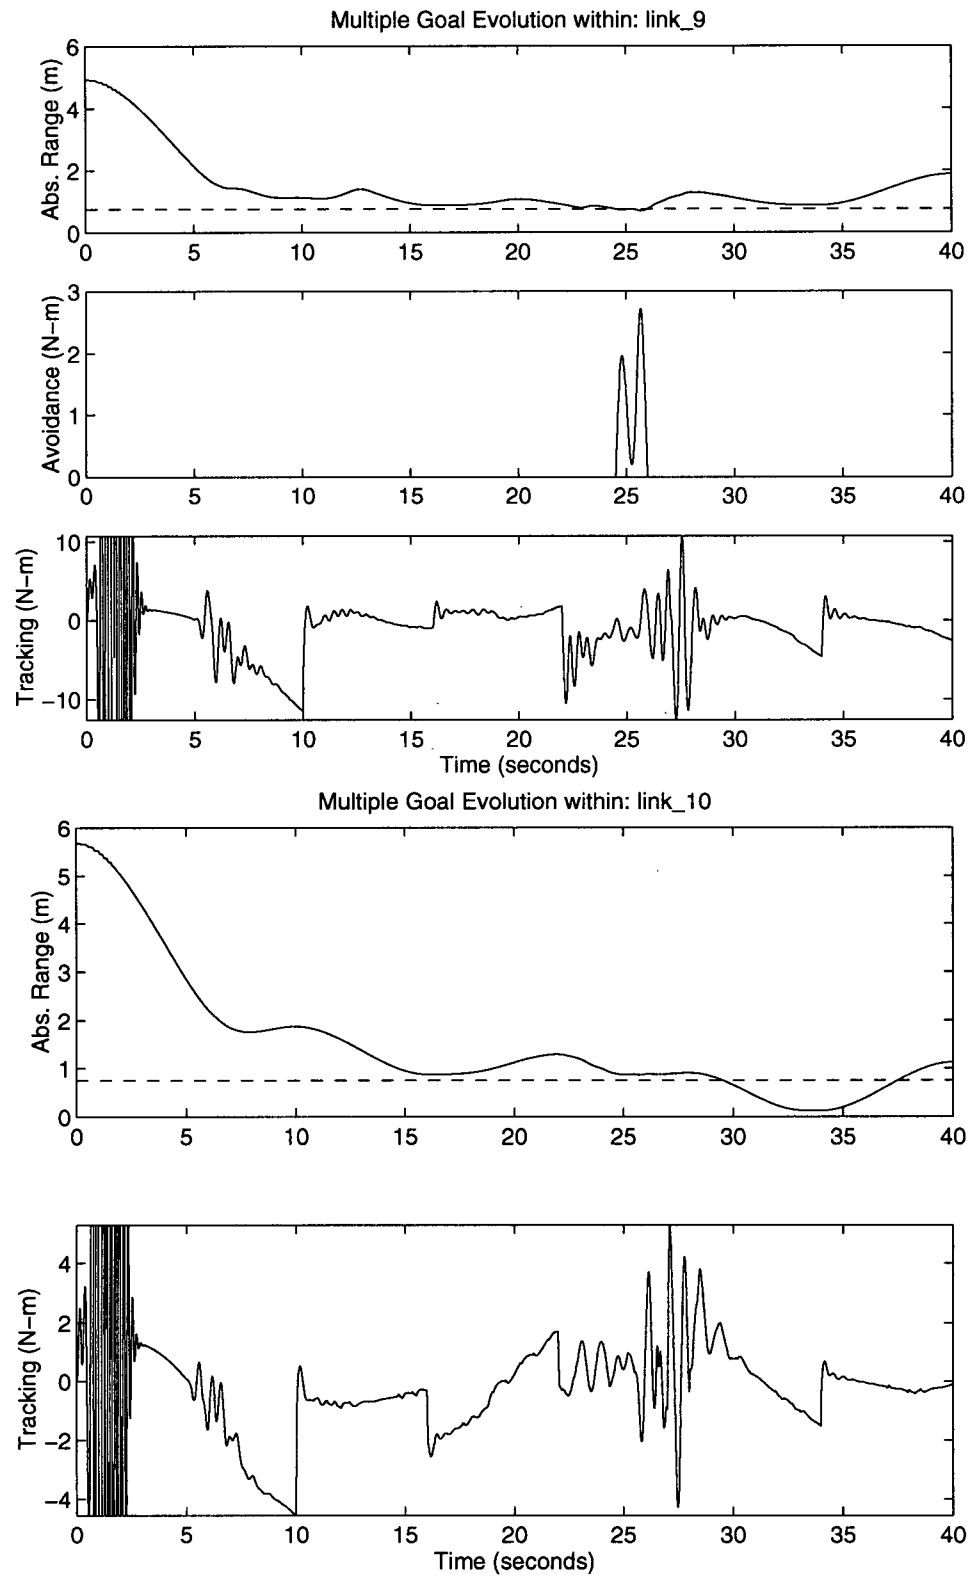 Multiple Goal Evolution within: link_9
Abs. Range (m)
6
4
2
0
0 5 10 15 20 25 30 35 40
Avoidance (N-m)
3
2
1
0
0 5 10 15 20 25 30 35 40
Tracking (N-m)
10
0
-10
0 5 10 15 20 25 30 35 40
Time (seconds)
Multiple Goal Evolution within: link_10
Abs. Range (m)
6
5
4
3
2
1
0
0 5 10 15 20 25 30 35 40
Tracking (N-m)
4
2
0
-2
-4
0 5 10 15 20 25 30 35 40
Time (seconds)